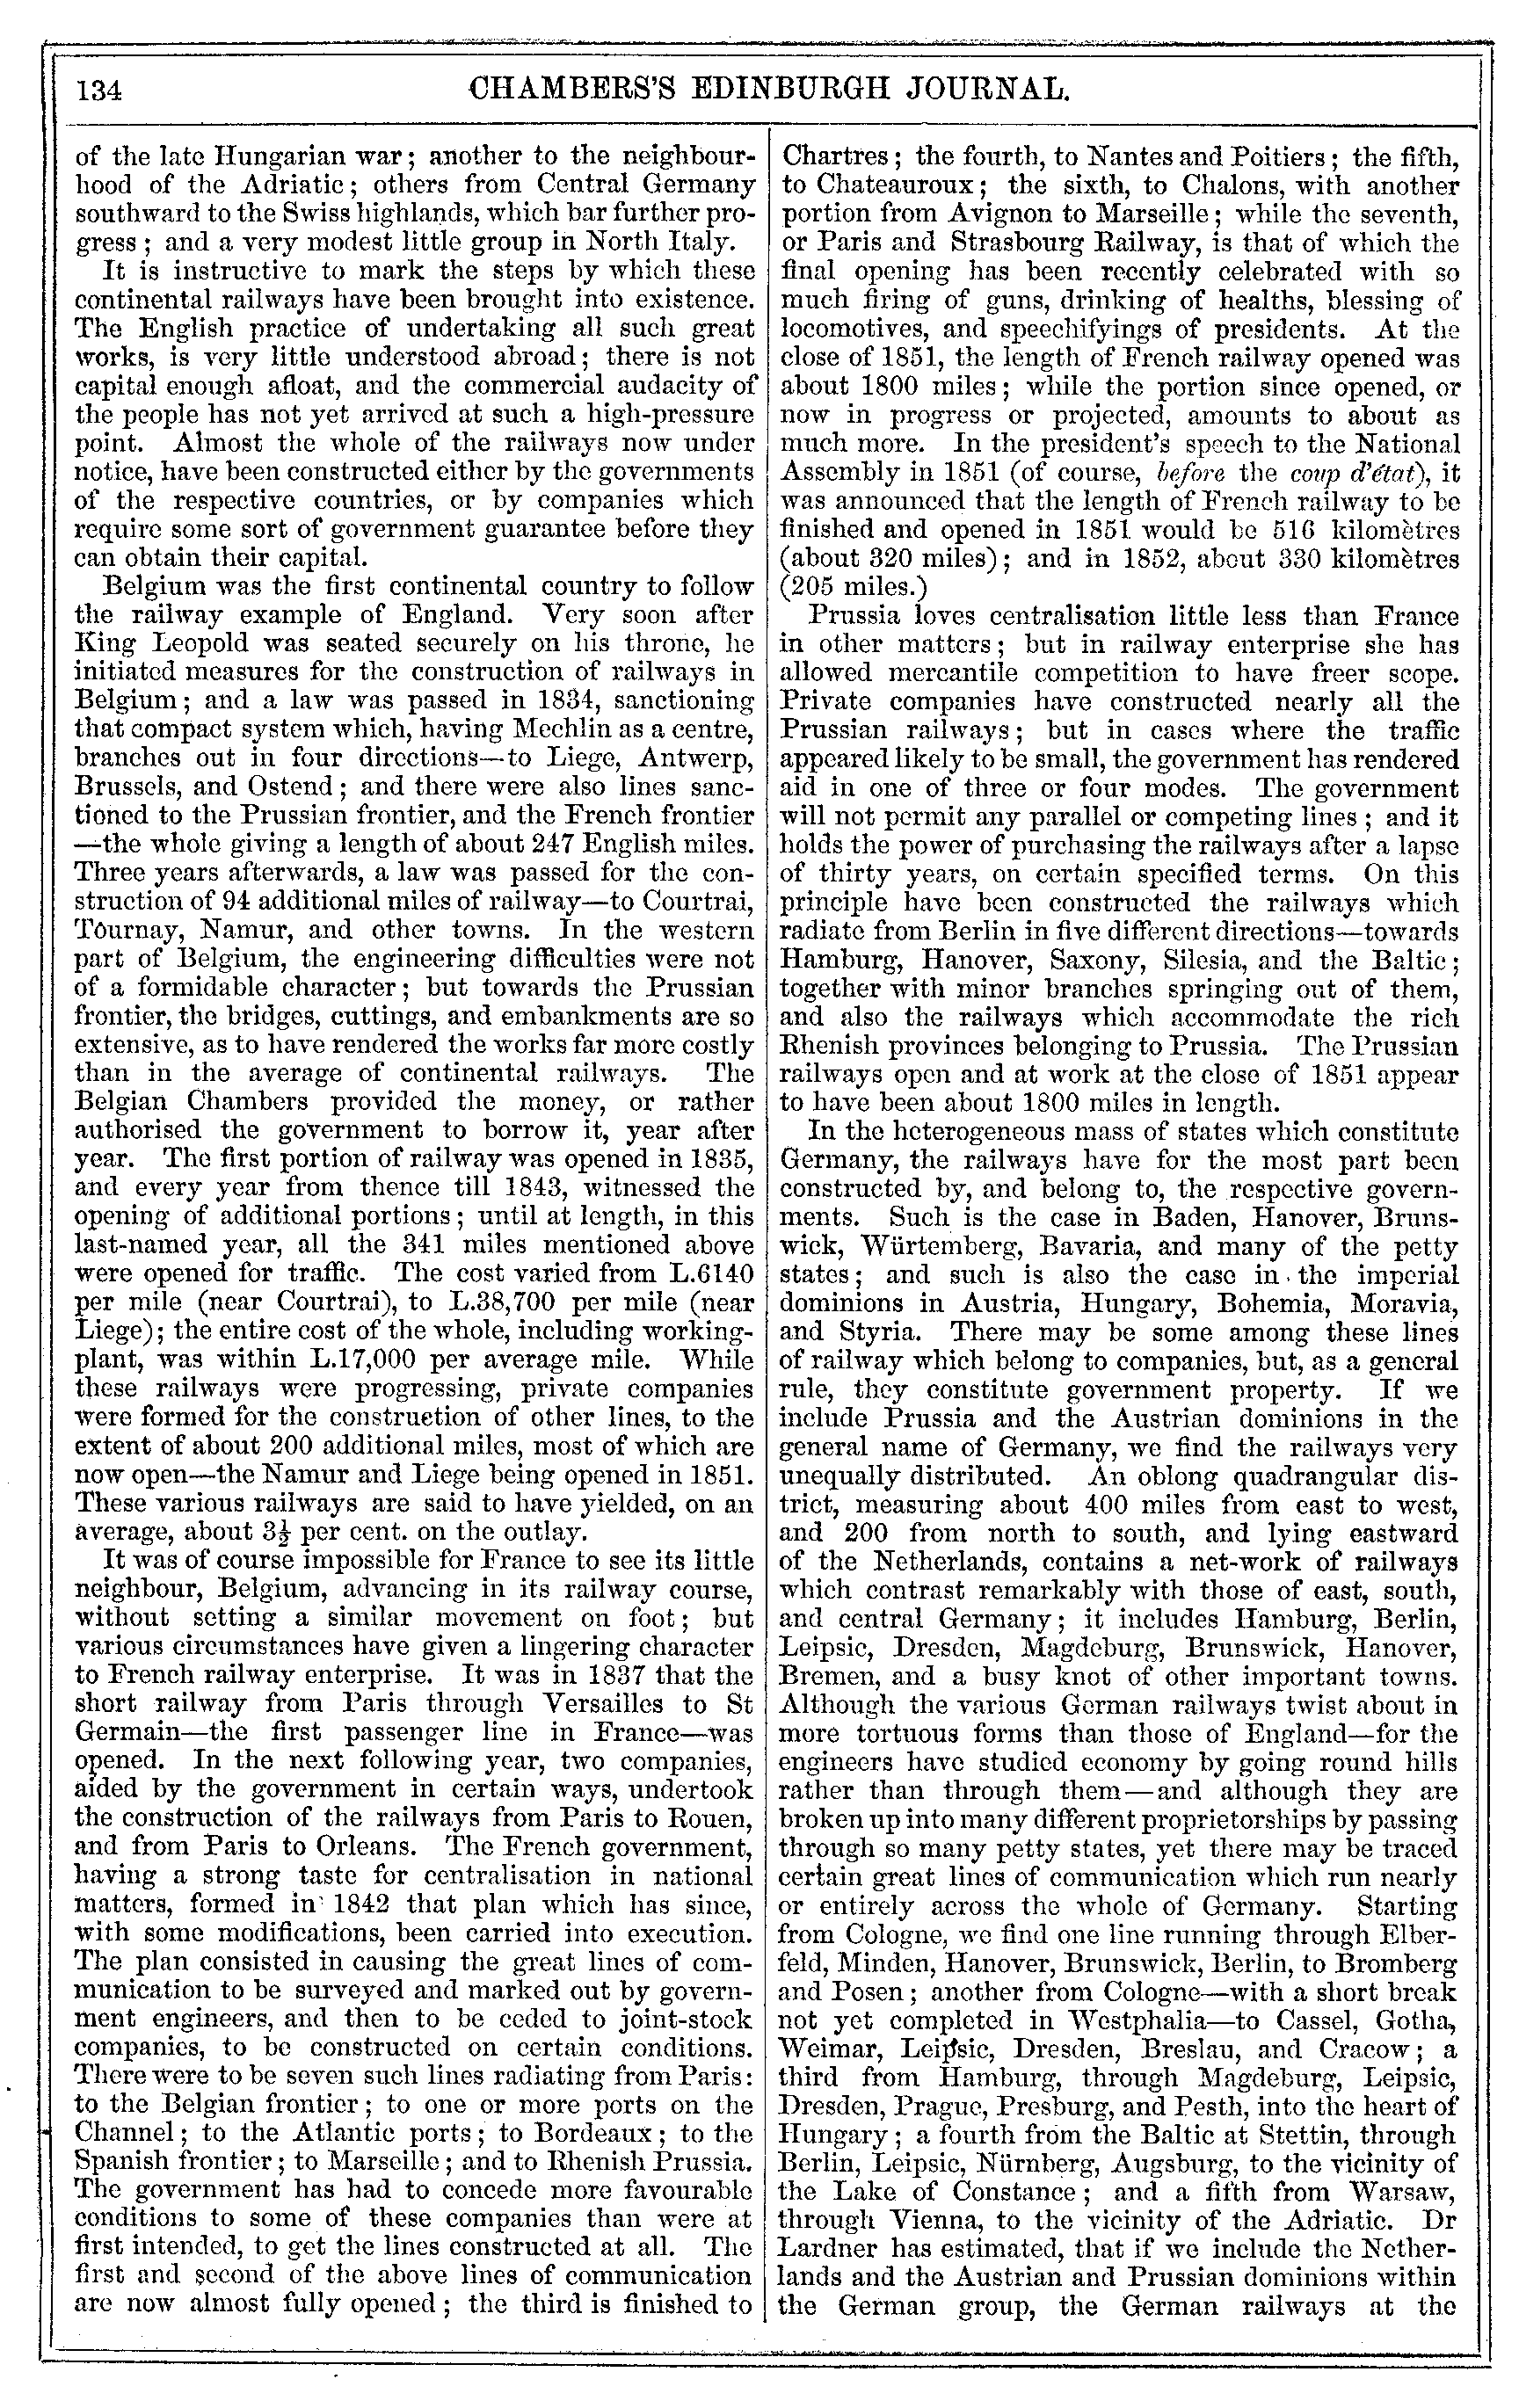 134
CHAMBERS'S EDINBURGH JOURNAL.
of the late Hungarian war; another to the neighbour-
hood of the Adriatic; others from Central Germany
southward to the Swiss highlands, which bar further pro-
gress; and a very modest little group in North Italy.
It is instructive to mark the steps by which these
continental railways have been brought into existence.
The English practice of undertaking all such great
works, is very little understood abroad; there is not
capital enough afloat, and the commercial audacity of
the people has not yet arrived at such a high-pressure
point. Almost the whole of the railways now under
notice, have been constructed either by the governments
of the respective countries, or by companies which
require some sort of government guarantee before they
can obtain their capital.
Belgium was the first continental country to follow
the railway example of England. Very soon after
King Leopold was seated securely on his throne, he
initiated measures for the construction of railways in
Belgium; and a law was passed in 1834, sanctioning
that compact system which, having Mechlin as a centre,
branches out in four directions—to Liege, Antwerp,
Brussels, and Ostend; and there were also lines sanc-
tioned to the Prussian frontier, and the French frontier
—the whole giving a length of about 247 English miles.
Three years afterwards, a law was passed for the con-
struction of 94 additional miles of railway—to Courtrai,
Tournay, Namur, and other towns. In the western
part of Belgium, the engineering difficulties were not
of a formidable character; but towards the Prussian
frontier, the bridges, cuttings, and embankments are so
extensive, as to have rendered the works far more costly
than in the average of continental railways. The
Belgian Chambers provided the money, or rather
authorised the government to borrow it, year after
year. The first portion of railway was opened in 1835,
and every year from thence till 1843, witnessed the
opening of additional portions; until at length, in this
last-named year, all the 341 miles mentioned above
were opened for traffic. The cost varied from L.6140
per mile (near Courtrai), to L.38,700 per mile (near
Liege); the entire cost of the whole, including working-
plant, was within L.17,000 per average mile. While
these railways were progressing, private companies
were formed for the construction of other lines, to the
extent of about 200 additional miles, most of which are
now open—the Namur and Liege being opened in 1851.
These various railways are said to have yielded, on an
average, about 3½ per cent. on the outlay.
It was of course impossible for France to see its little
neighbour, Belgium, advancing in its railway course,
without setting a similar movement on foot; but
various circumstances have given a lingering character
to French railway enterprise. It was in 1837 that the
short railway from Paris through Versailles to St
Germain—the first passenger line in France—was
opened. In the next following year, two companies,
aided by the government in certain ways, undertook
the construction of the railways from Paris to Rouen,
and from Paris to Orleans. The French government,
having a strong taste for centralisation in national
matters, formed in 1842 that plan which has since,
with some modifications, been carried into execution.
The plan consisted in causing the great lines of com-
munication to be surveyed and marked out by govern-
ment engineers, and then to be ceded to joint-stock
companies, to be constructed on certain conditions.
There were to be seven such lines radiating from Paris:
to the Belgian frontier; to one or more ports on the
Channel; to the Atlantic ports; to Bordeaux; to the
Spanish frontier; to Marseille; and to Rhenish Prussia.
The government has had to concede more favourable
conditions to some of these companies than were at
first intended, to get the lines constructed at all. The
first and second of the above lines of communication
are now almost fully opened; the third is finished to
Chartres; the fourth, to Nantes and Poitiers; the fifth,
to Chateauroux; the sixth, to Chalons, with another
portion from Avignon to Marseille; while the seventh,
or Paris and Strasbourg Railway, is that of which the
final opening has been recently celebrated with so
much firing of guns, drinking of healths, blessing of
locomotives, and speechifyings of presidents. At the
close of 1851, the length of French railway opened was
about 1800 miles; while the portion since opened, or
now in progress or projected, amounts to about as
much more. In the president's speech to the National
Assembly in 1851 (of course, before the coup d'état), it
was announced that the length of French railway to be
finished and opened in 1851 would be 516 kilomètres
(about 320 miles); and in 1852, about 330 kilomètres
(205 miles.)
Prussia loves centralisation little less than France
in other matters; but in railway enterprise she has
allowed mercantile competition to have freer scope.
Private companies have constructed nearly all the
Prussian railways; but in cases where the traffic
appeared likely to be small, the government has rendered
aid in one of three or four modes. The government
will not permit any parallel or competing lines; and it
holds the power of purchasing the railways after a lapse
of thirty years, on certain specified terms. On this
principle have been constructed the railways which
radiate from Berlin in five different directions—towards
Hamburg, Hanover, Saxony, Silesia, and the Baltic;
together with minor branches springing out of them,
and also the railways which accommodate the rich
Rhenish provinces belonging to Prussia. The Prussian
railways open and at work at the close of 1851 appear
to have been about 1800 miles in length.
In the heterogeneous mass of states which constitute
Germany, the railways have for the most part been
constructed by, and belong to, the respective govern-
ments. Such is the case in Baden, Hanover, Bruns-
wick, Würtemberg, Bavaria, and many of the petty
states; and such is also the case in the imperial
dominions in Austria, Hungary, Bohemia, Moravia,
and Styria. There may be some among these lines
of railway which belong to companies, but, as a general
rule, they constitute government property. If we
include Prussia and the Austrian dominions in the
general name of Germany, we find the railways very
unequally distributed. An oblong quadrangular dis-
trict, measuring about 400 miles from east to west,
and 200 from north to south, and lying eastward
of the Netherlands, contains a net-work of railways
which contrast remarkably with those of east, south,
and central Germany; it includes Hamburg, Berlin,
Leipsic, Dresden, Magdeburg, Brunswick, Hanover,
Bremen, and a busy knot of other important towns.
Although the various German railways twist about in
more tortuous forms than those of England—for the
engineers have studied economy by going round hills
rather than through them—and although they are
broken up into many different proprietorships by passing
through so many petty states, yet there may be traced
certain great lines of communication which run nearly
or entirely across the whole of Germany. Starting
from Cologne, we find one line running through Elber-
feld, Minden, Hanover, Brunswick, Berlin, to Bromberg
and Posen; another from Cologne—with a short break
not yet completed in Westphalia—to Cassel, Gotha,
Weimar, Leipsic, Dresden, Breslau, and Cracow; a
third from Hamburg, through Magdeburg, Leipsic,
Dresden, Prague, Presburg, and Pesth, into the heart of
Hungary; a fourth from the Baltic at Stettin, through
Berlin, Leipsic, Nürnberg, Augsburg, to the vicinity of
the Lake of Constance; and a fifth from Warsaw,
through Vienna, to the vicinity of the Adriatic. Dr
Lardner has estimated, that if we include the Nether-
lands and the Austrian and Prussian dominions within
the German group, the German railways at the